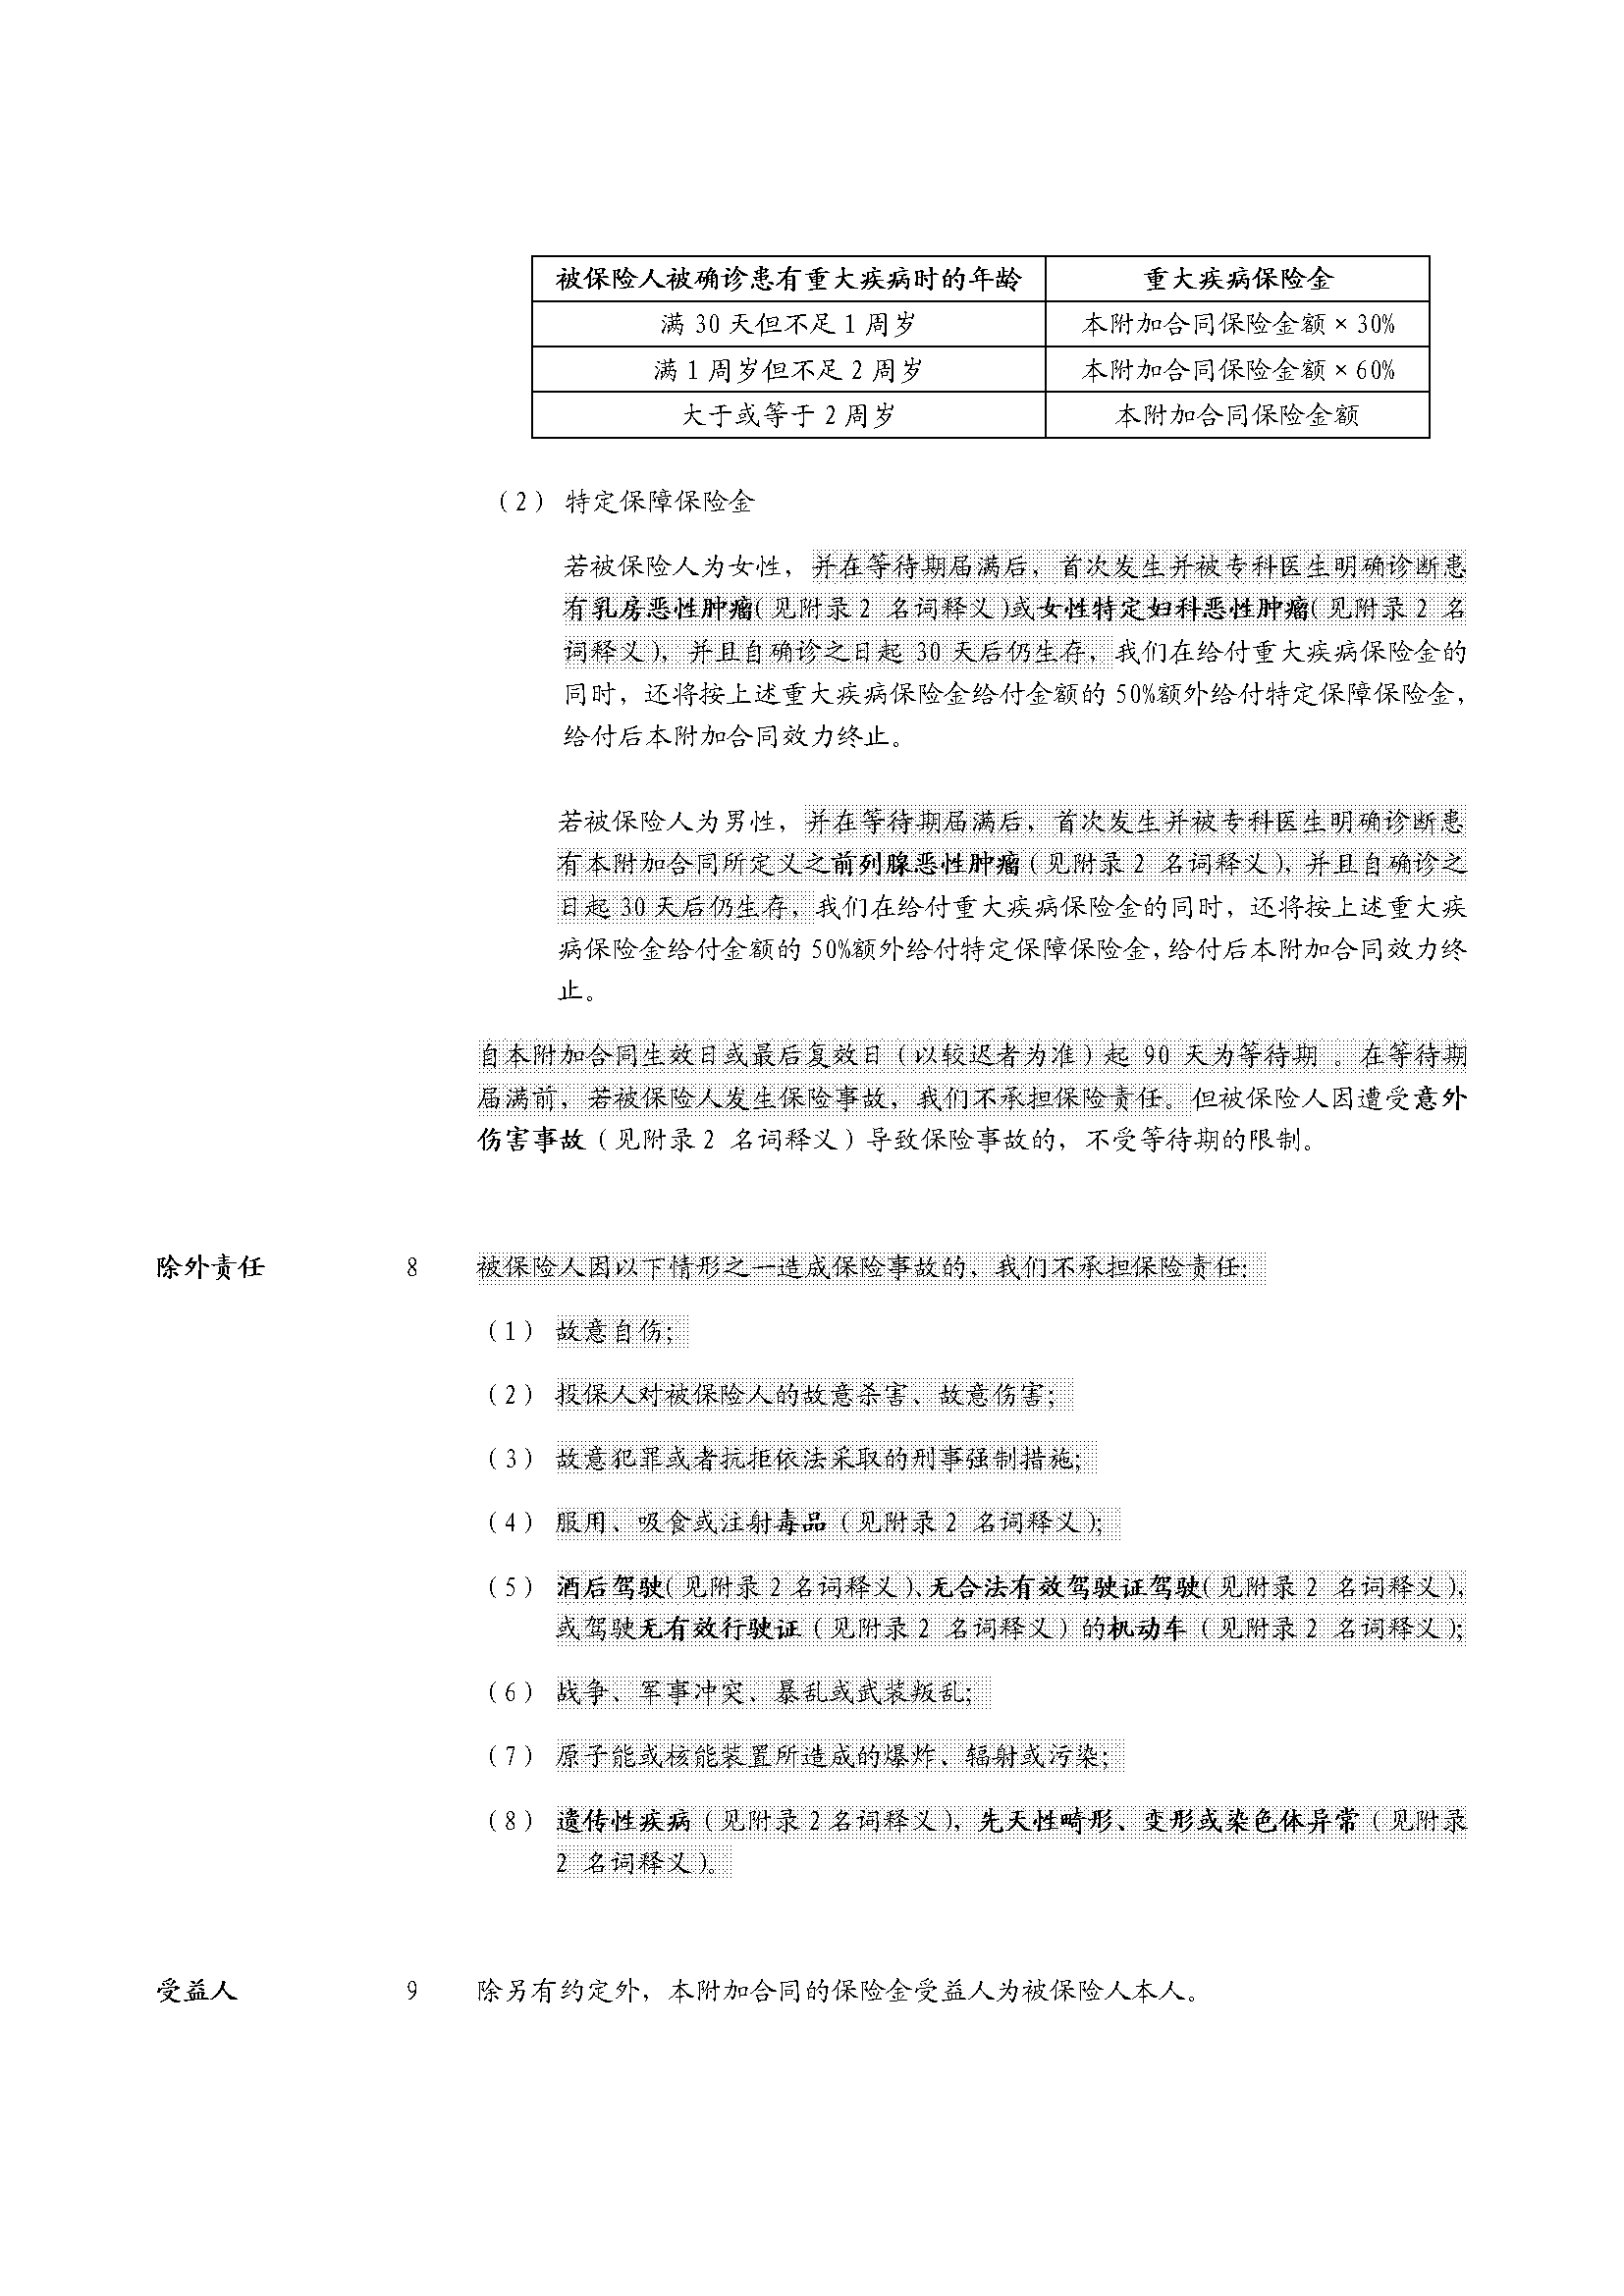 被保险人被确诊患有重大疾病时的年龄 重大疾病保险金
满 30 天但不足 1 周岁 本附加合同保险金额 × 30%
满 1 周岁但不足 2 周岁 本附加合同保险金额 × 60%
大于或等于 2 周岁 本附加合同保险金额
（2） 特定保障保险金
若被保险人为女性，并在等待期届满后，首次发生并被专科医生明确诊断患
有乳房恶性肿瘤（见附录 2 名词释义）或女性特定妇科恶性肿瘤（见附录 2 名
词释义），并且自确诊之日起 30 天后仍生存，我们在给付重大疾病保险金的
同时，还将按上述重大疾病保险金给付金额的 50%额外给付特定保障保险金，
给付后本附加合同效力终止。
若被保险人为男性，并在等待期届满后，首次发生并被专科医生明确诊断患
有本附加合同所定义之前列腺恶性肿瘤（见附录 2 名词释义），并且自确诊之
日起 30 天后仍生存，我们在给付重大疾病保险金的同时，还将按上述重大疾
病保险金给付金额的 50%额外给付特定保障保险金，给付后本附加合同效力终
止。
自本附加合同生效日或最后复效日（以较迟者为准）起 90 天为等待期 。在等待期
届满前，若被保险人发生保险事故，我们不承担保险责任。但被保险人因遭受意外
伤害事故（见附录 2 名词释义）导致保险事故的，不受等待期的限制。
除外责任 8 被保险人因以下情形之一造成保险事故的，我们不承担保险责任：
（1） 故意自伤；
（2） 投保人对被保险人的故意杀害、故意伤害；
（3） 故意犯罪或者抗拒依法采取的刑事强制措施；
（4） 服用、吸食或注射毒品（见附录 2 名词释义）；
（5） 酒后驾驶（见附录 2 名词释义）、无合法有效驾驶证驾驶（见附录 2 名词释义），
或驾驶无有效行驶证（见附录 2 名词释义）的机动车（见附录 2 名词释义）；
（6） 战争、军事冲突、暴乱或武装叛乱；
（7） 原子能或核能装置所造成的爆炸、辐射或污染；
（8） 遗传性疾病（见附录 2 名词释义），先天性畸形、变形或染色体异常（见附录
2 名词释义）。
受益人 9 除另有约定外，本附加合同的保险金受益人为被保险人本人。